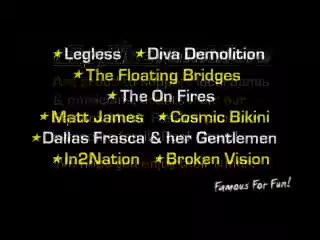 ★Legless ★Diva Demolition
★The Floating Bridges
★The On Fires
★Matt James ★Cosmic Bikini
★Dallas Frasca & her Gentlemen
★In2Nation ★Broken Vision
Famous For Fun!